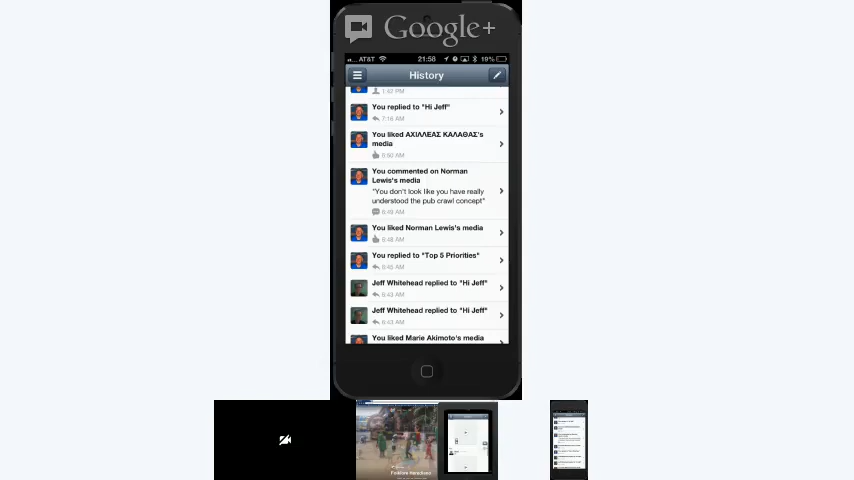 Google+
AT&T 21:58 19%
History
1:57 PM
You replied to "Hi Jeff"
7:16 AM
You liked ΑΧΙΛΛΕΑΣ ΚΑΛΑΘΑΣ's
media
6:50 AM
You commented on Norman
Lewis's media
"You don't look like you have really
understood the pub crawl concept"
6:49 AM
You liked Norman Lewis's media
6:48 AM
You replied to "Top 5 Priorities"
6:45 AM
Jeff Whitehead replied to "Hi Jeff"
6:43 AM
Jeff Whitehead replied to "Hi Jeff"
6:43 AM
You liked Marie Akimoto's media